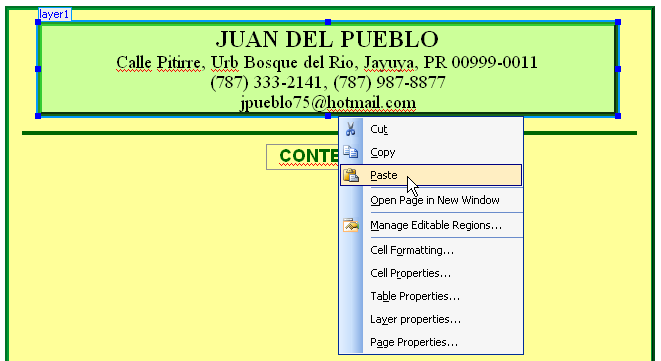 layer1
JUAN DEL PUEBLO
Calle Pitirre, Urb Bosque del Rio, Jayuya, PR 00999-0011
(787) 333-2141, (787) 987-8877
jpueblo75@hotmail.com
CONTE
Cut
Copy
Paste
Open Page in New Window
Manage Editable Regions...
Cell Formatting...
Cell Properties...
Table Properties...
Layer properties...
Page Properties...